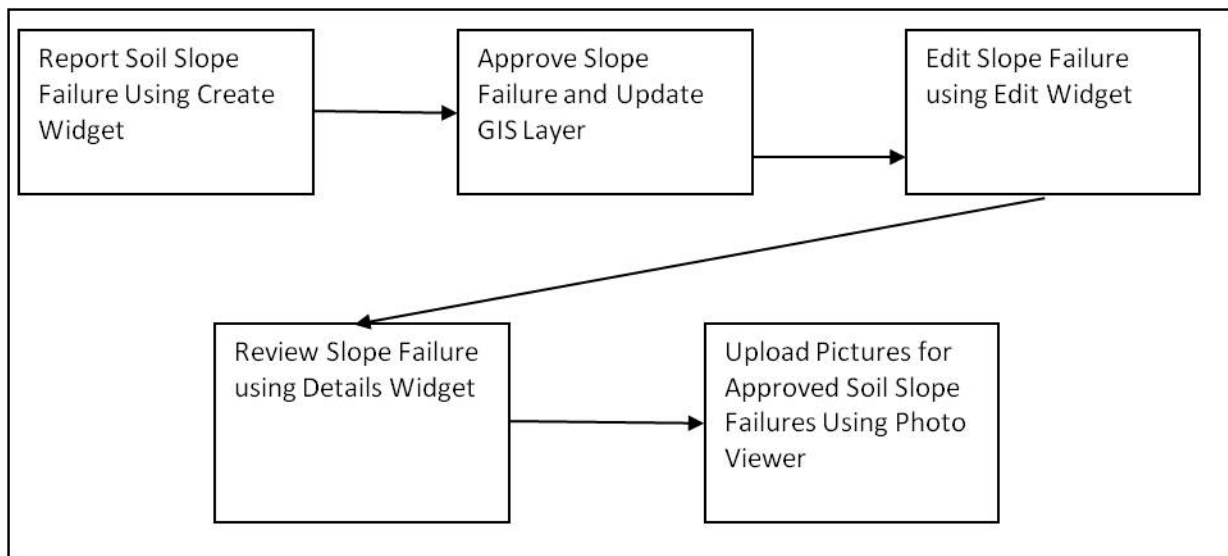 Report Soil Slope
Failure Using Create
Widget
Approve Slope
Failure and Update
GIS Layer
Edit Slope Failure
using Edit Widget
Review Slope Failure
using Details Widget
Upload Pictures for
Approved Soil Slope
Failures Using Photo
Viewer